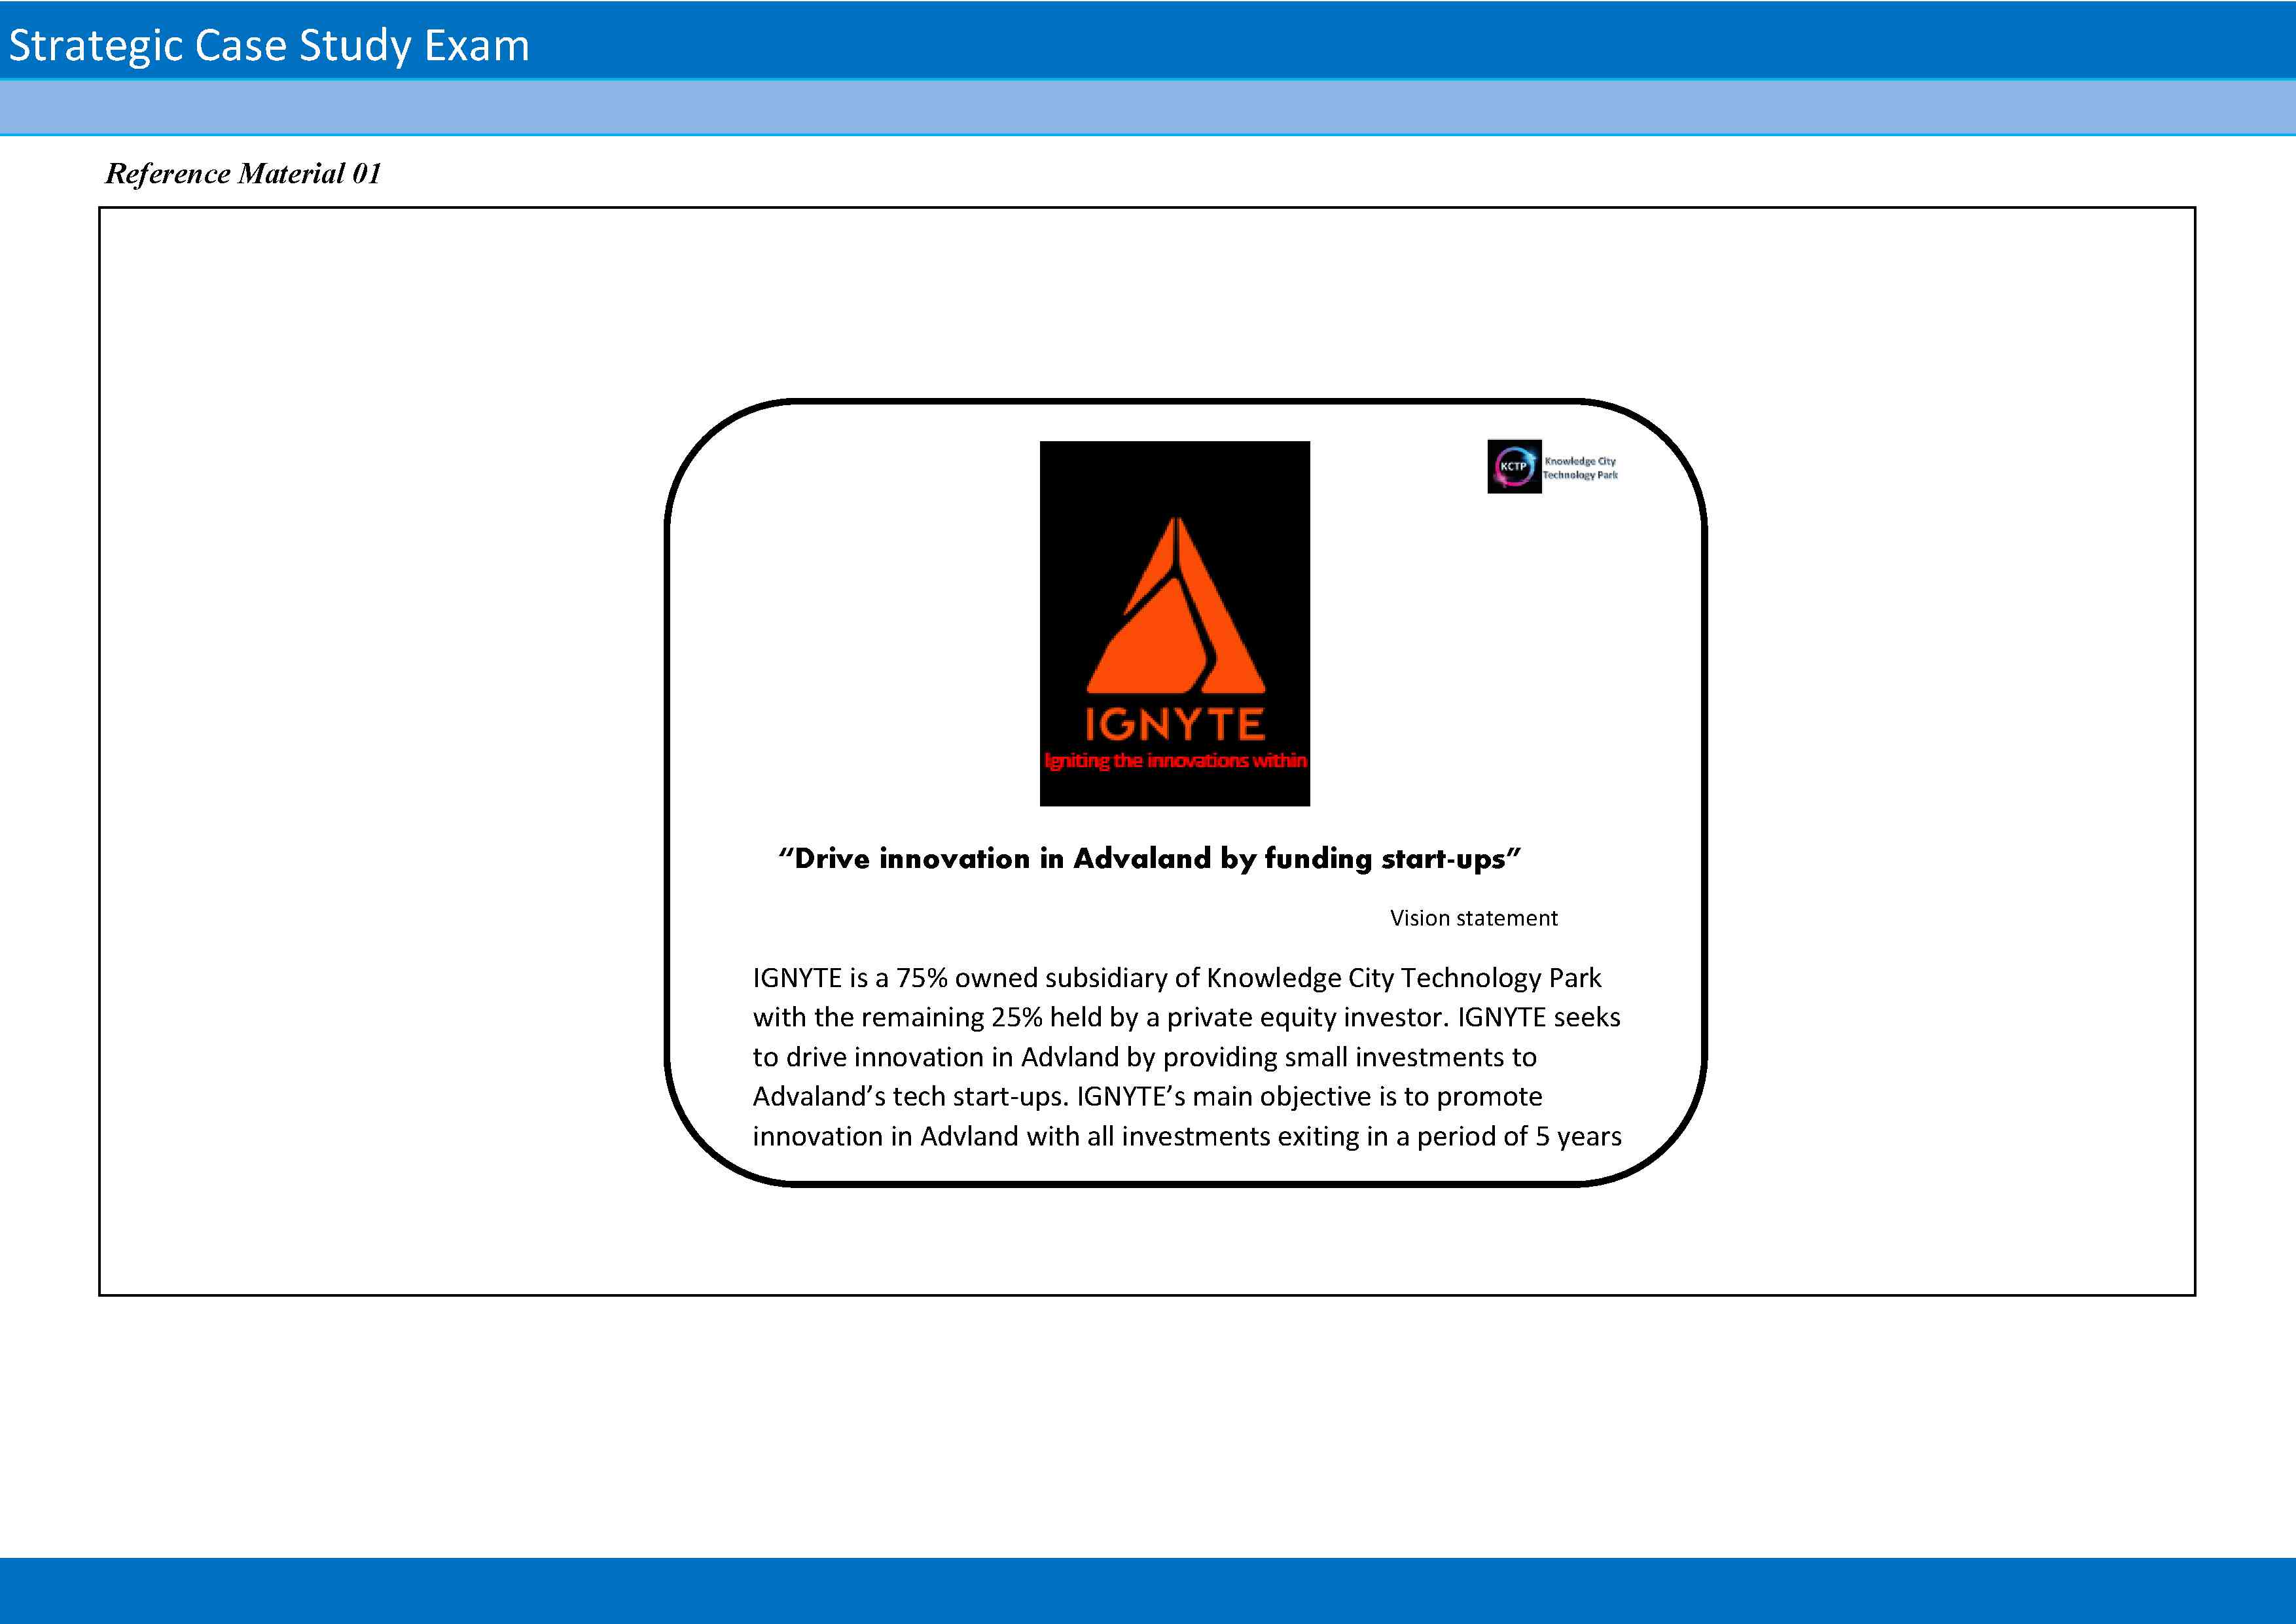 Strategic Case Study Exam
Reference Material 01
KCTP
Knowledge City
Technology Park
IGNYTE
Igniting the innovations within
“Drive innovation in Advaland by funding start-ups”
Vision statement
IGNYTE is a 75% owned subsidiary of Knowledge City Technology Park
with the remaining 25% held by a private equity investor. IGNYTE seeks
to drive innovation in Advland by providing small investments to
Advaland’s tech start-ups. IGNYTE’s main objective is to promote
innovation in Advland with all investments exiting in a period of 5 years